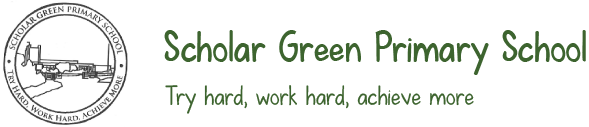 SCHOLAR GREEN PRIMARY SCHOOL
TRY HARD, WORK HARD, ACHIEVE MORE
Scholar Green Primary School
Try hard, work hard, achieve more